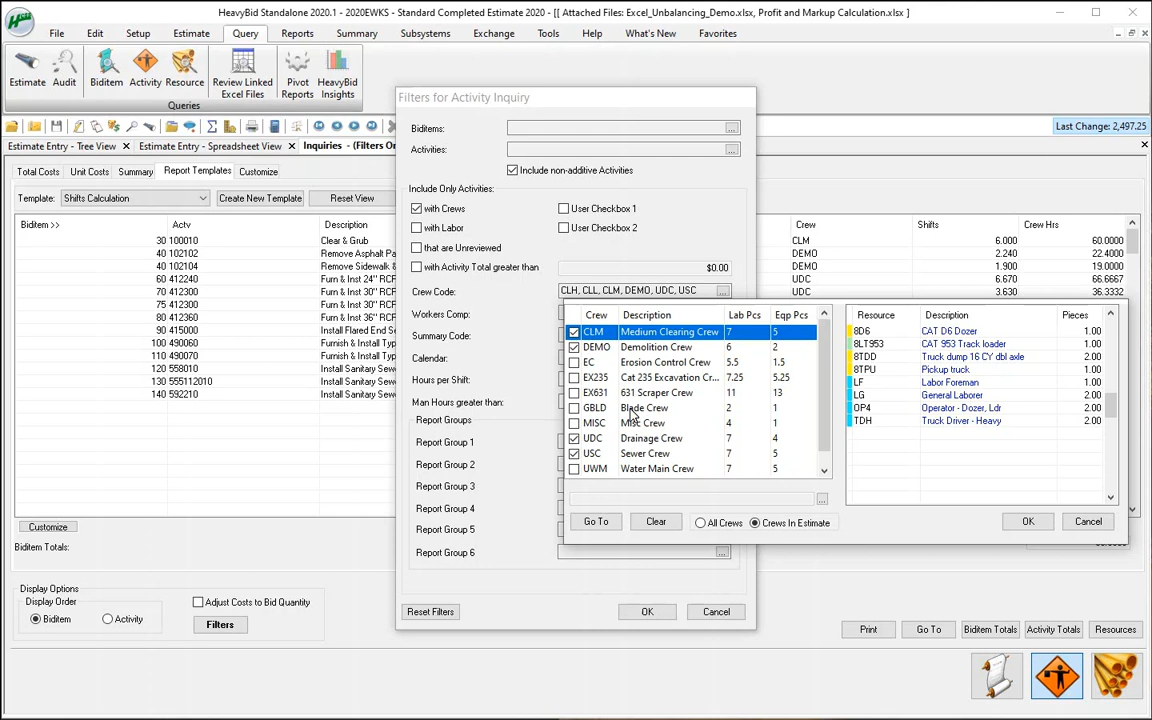 HeavyBid Standalone 2020.1 - 2020EWKS - Standard Completed Estimate 2020 - [[ Attached Files: Excel_Unbalancing_Demo.xlsx, Profit and Markup Calculation.xlsx ]
File Edit Setup Estimate Query Reports Summary Subsystems Exchange Tools Help What's New Favorites
Estimate Audit Biditem Activity Resource Review Linked Excel Files Pivot Reports HeavyBid Insights
Queries
Last Change: 2,497.25
Estimate Entry - Tree View Estimate Entry - Spreadsheet View Inquiries - (Filters On
Total Costs Unit Costs Summary Report Templates Customize
Template: Shifts Calculation Create New Template Reset View
Biditem >> Actv Description Crew Shifts Crew Hrs
30 100010 Clear & Grub CLM 6.000 60.0000
40 102102 Remove Asphalt Pa DEMO 2.240 22.4000
40 102104 Remove Sidewalk & DEMO 1.900 19.0000
60 412240 Furn & Inst 24" RCF UDC 6.670 66.6667
70 412300 Furn & Inst 30" RCF UDC 3.630 36.3332
75 412300 Furn & Inst 30" RCF
80 412360 Furn & Inst 36" RCF
90 415000 Install Flared End Se
100 490060 Furnish & Install Typ
110 490070 Furnish & Install Typ
120 558010 Install Sanitary Sew
130 555112010 Install Sanitary Sew
140 592210 Install Sanitary Sew
Customize
Biditem Totals:
Display Options
Display Order
Biditem Activity
Adjust Costs to Bid Quantity
Filters
Print Go To Biditem Totals Activity Totals Resources
Filters for Activity Inquiry
Biditems: ...
Activities: ...
Include non-additive Activities
Include Only Activities:
with Crews User Checkbox 1
with Labor User Checkbox 2
that are Unreviewed
with Activity Total greater than $0.00
Crew Code: CLH, CLL, CLM, DEMO, UDC, USC ...
Workers Comp:
Summary Code:
Calendar:
Hours per Shift:
Man Hours greater than:
Report Groups
Report Group 1
Report Group 2
Report Group 3
Report Group 4
Report Group 5
Report Group 6 ...
Reset Filters OK Cancel
Crew Description Lab Pcs Eqp Pcs
CLM Medium Clearing Crew 7 5
DEMO Demolition Crew 6 2
EC Erosion Control Crew 5.5 1.5
EX235 Cat 235 Excavation Cr... 7.25 5.25
EX631 631 Scraper Crew 11 13
GBLD Blade Crew 2 1
MISC Misc Crew 4 1
UDC Drainage Crew 7 4
USC Sewer Crew 7 5
UWM Water Main Crew 7 5
...
Go To Clear All Crews Crews In Estimate
Resource Description Pieces
8D6 CAT D6 Dozer 1.00
8LT953 CAT 953 Track loader 1.00
8TDD Truck dump 16 CY dbl axle 2.00
8TPU Pickup truck 1.00
LF Labor Foreman 1.00
LG General Laborer 2.00
OP4 Operator - Dozer, Ldr 2.00
TDH Truck Driver - Heavy 2.00
OK Cancel